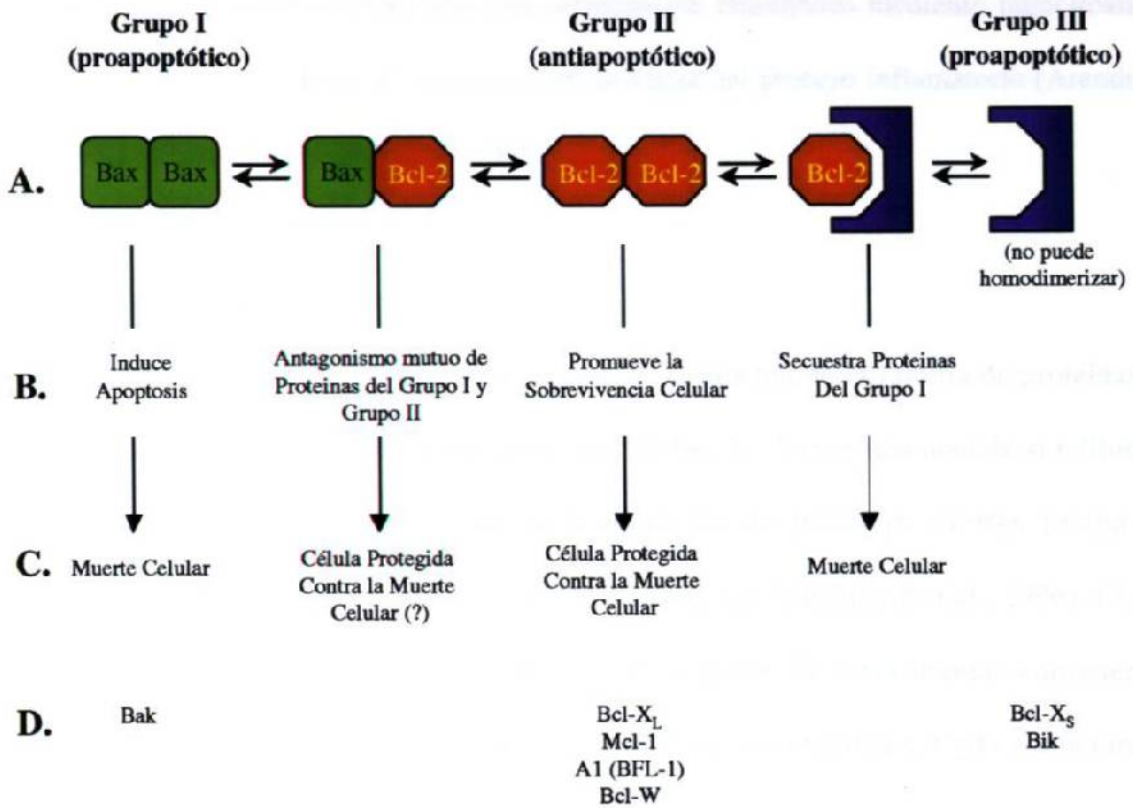 Grupo I
(proapoptótico)
Grupo II
(antiapoptótico)
Grupo III
(proapoptótico)
A.
Bax Bax
Bax Bcl-2
Bcl-2 Bcl-2
Bcl-2
(no puede
homodimerizar)
B.
Induce
Apoptosis
Antagonismo mutuo de
Proteinas del Grupo I y
Grupo II
Promueve la
Sobrevivencia Celular
Secuestra Proteinas
Del Grupo I
C.
Muerte Celular
Célula Protegida
Contra la Muerte
Celular (?)
Célula Protegida
Contra la Muerte
Celular
Muerte Celular
D.
Bak
Bcl-XL
Mcl-1
A1 (BFL-1)
Bcl-W
Bcl-XS
Bik